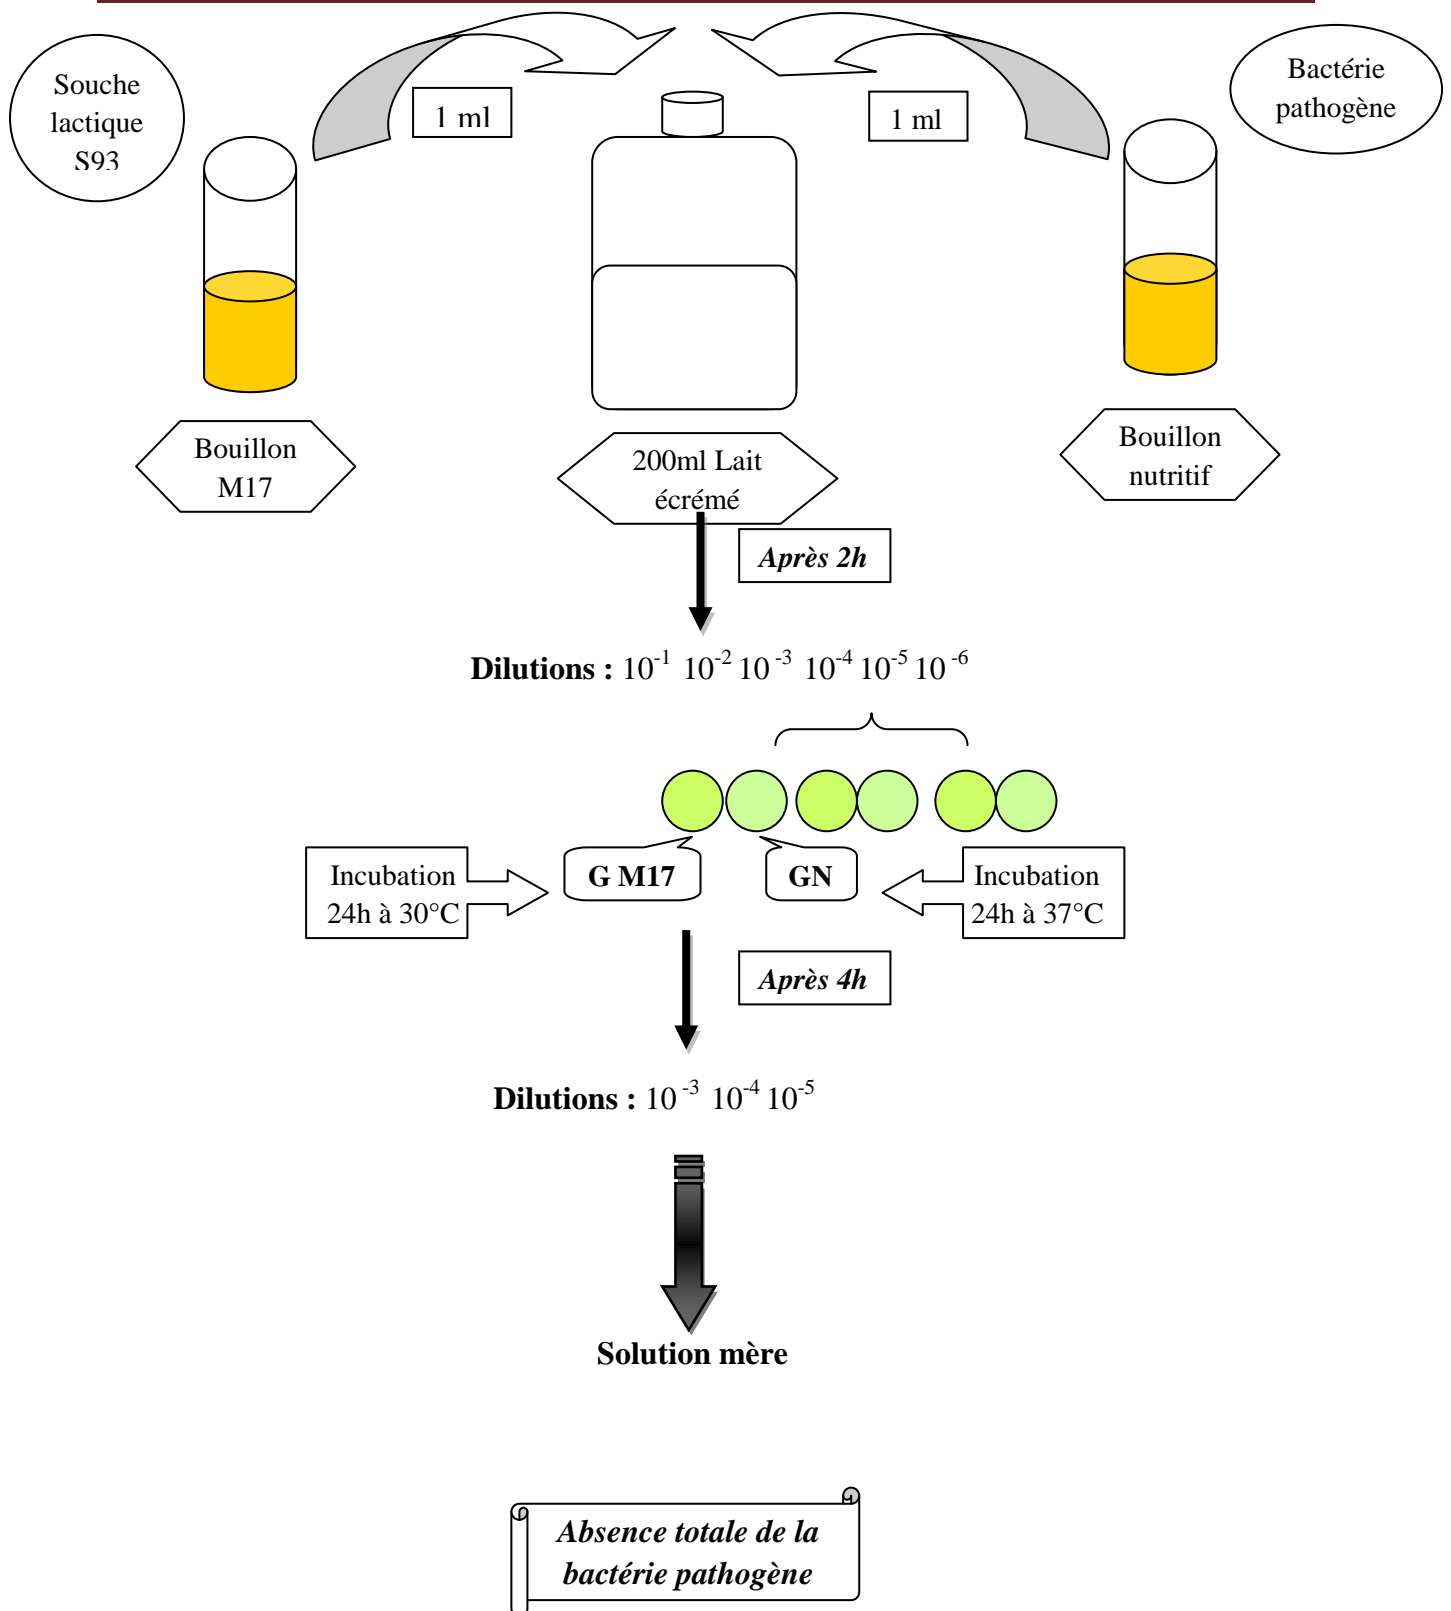 Souche
lactique
S93
1 ml
1 ml
Bactérie
pathogène
Bouillon
M17
200ml Lait
écrémé
Bouillon
nutritif
Après 2h
Dilutions : 10⁻¹ 10⁻² 10⁻³ 10⁻⁴ 10⁻⁵ 10⁻⁶
Incubation
24h à 30°C
G M17
GN
Incubation
24h à 37°C
Après 4h
Dilutions : 10⁻³ 10⁻⁴ 10⁻⁵
Solution mère
Absence totale de la
bactérie pathogène